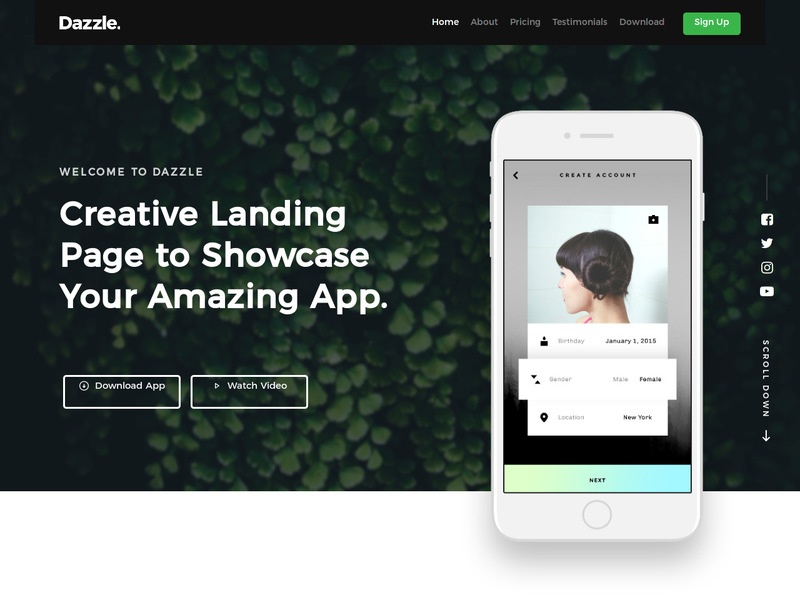 Dazzle.
Home About Pricing Testimonials Download Sign Up
WELCOME TO DAZZLE
Creative Landing
Page to Showcase
Your Amazing App.
Download App Watch Video
CREATE ACCOUNT
Birthday January 1, 2015
Gender Male Female
Location New York
NEXT
SCROLL DOWN